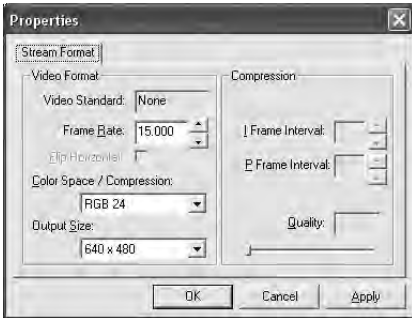 Properties
Stream Format
Video Format
Video Standard: None
Frame Rate: 15.000
Flip Horizontal:
Color Space / Compression:
RGB 24
Output Size:
640 x 480
Compression
I Frame Interval:
P Frame Interval:
Quality:
OK Cancel Apply